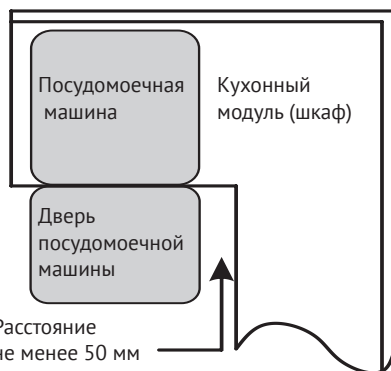 Посудомоечная
машина
Кухонный
модуль (шкаф)
Дверь
посудомоечной
машины
Расстояние
не менее 50 мм